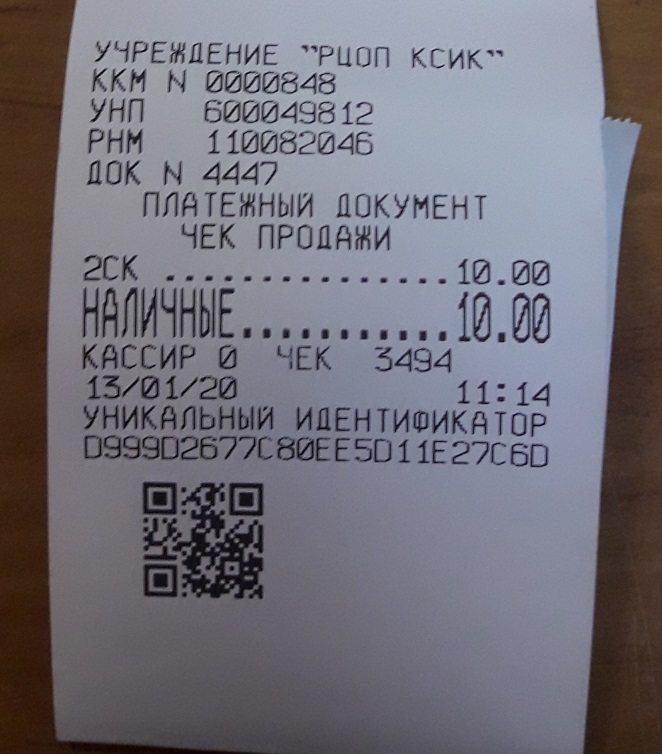 УЧРЕЖДЕНИЕ "РЦОП КСИК"
ККМ N 0000848
УНП 600049812
РНМ 110082046
ДОК N 4447
ПЛАТЕЖНЫЙ ДОКУМЕНТ
ЧЕК ПРОДАЖИ
2СК ...............10.00
НАЛИЧНЫЕ...........10.00
КАССИР 0 ЧЕК 3494
13/01/20 11:14
УНИКАЛЬНЫЙ ИДЕНТИФИКАТОР
D999D2677C80EE5D11E27C6D